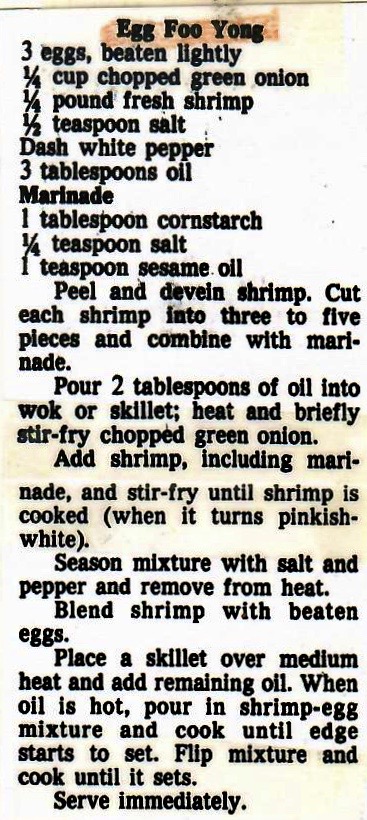 Egg Foo Yong
3 eggs, beaten lightly
¼ cup chopped green onion
¼ pound fresh shrimp
½ teaspoon salt
Dash white pepper
3 tablespoons oil
Marinade
1 tablespoon cornstarch
¼ teaspoon salt
1 teaspoon sesame oil
Peel and devein shrimp. Cut
each shrimp into three to five
pieces and combine with mari-
nade.
Pour 2 tablespoons of oil into
wok or skillet; heat and briefly
stir-fry chopped green onion.
Add shrimp, including mari-
nade, and stir-fry until shrimp is
cooked (when it turns pinkish-
white).
Season mixture with salt and
pepper and remove from heat.
Blend shrimp with beaten
eggs.
Place a skillet over medium
heat and add remaining oil. When
oil is hot, pour in shrimp-egg
mixture and cook until edge
starts to set. Flip mixture and
cook until it sets.
Serve immediately.